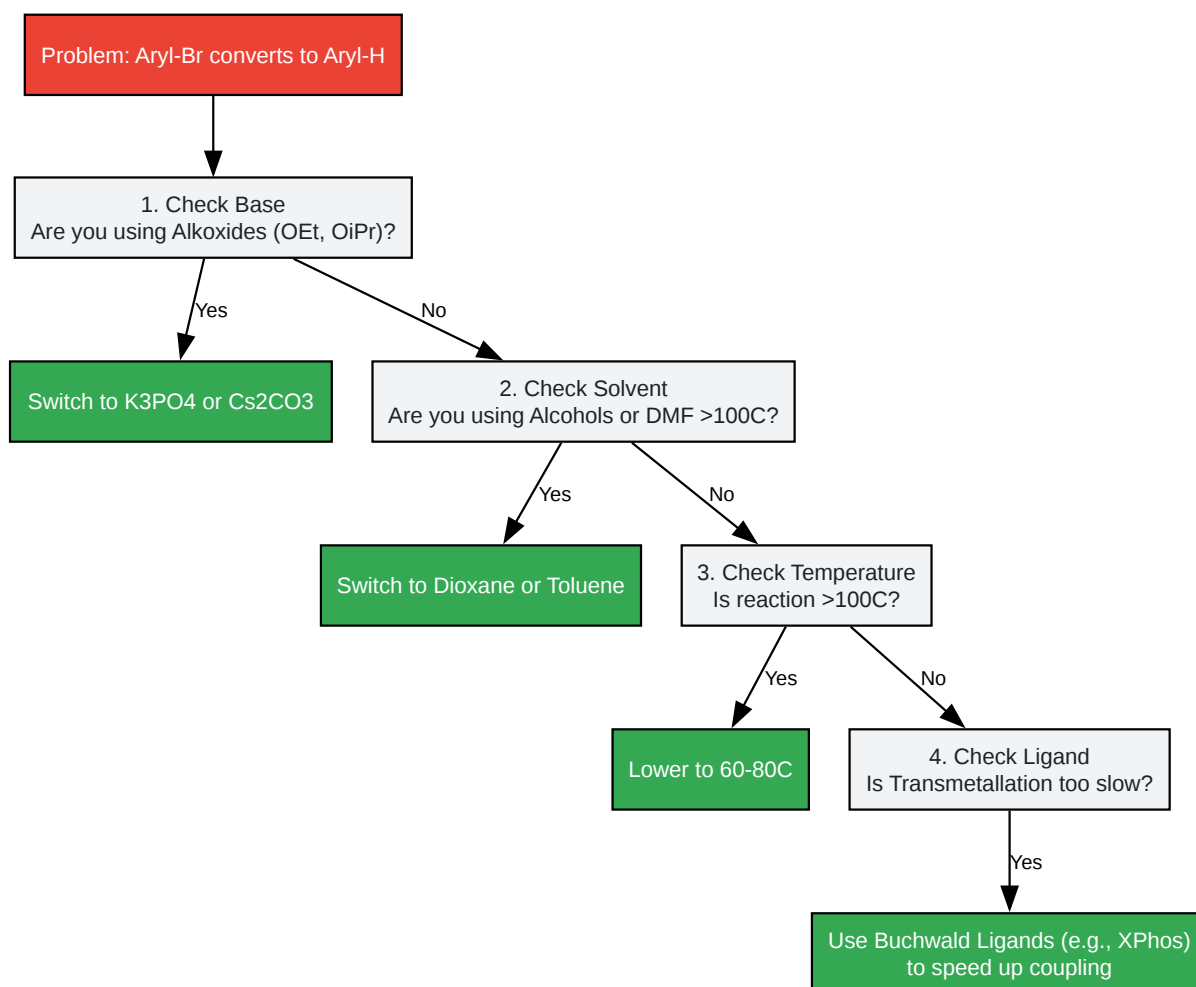 Problem: Aryl-Br converts to Aryl-H
1. Check Base
Are you using Alkoxides (OEt, OiPr)?
Yes
No
Switch to K3PO4 or Cs2CO3
2. Check Solvent
Are you using Alcohols or DMF >100C?
Yes
No
Switch to Dioxane or Toluene
3. Check Temperature
Is reaction >100C?
Yes
No
Lower to 60-80C
4. Check Ligand
Is Transmetallation too slow?
Yes
Use Buchwald Ligands (e.g., XPhos)
to speed up coupling